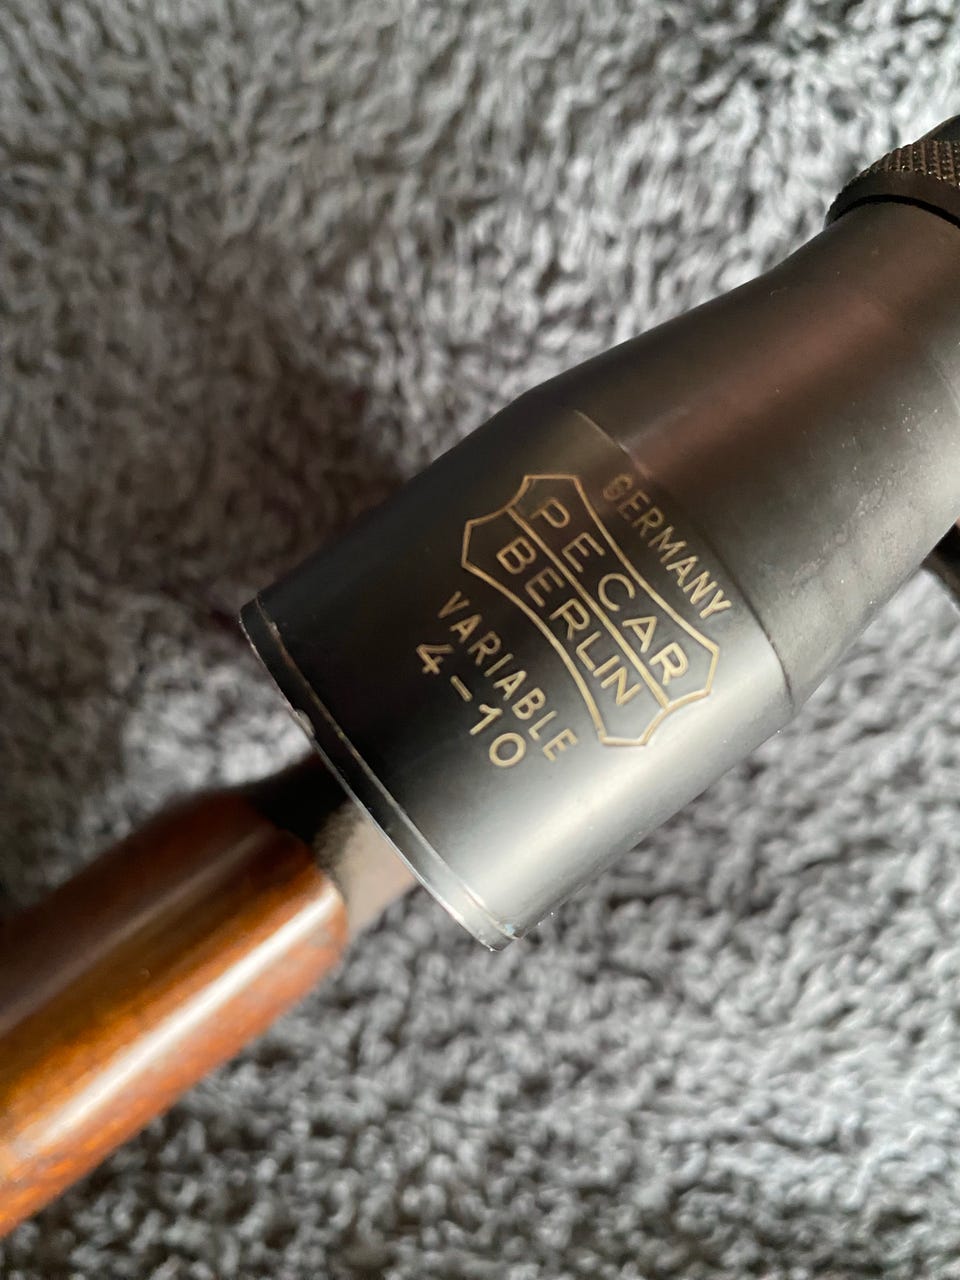 GERMANY
PECAR
BERLIN
VARIABLE
4-10